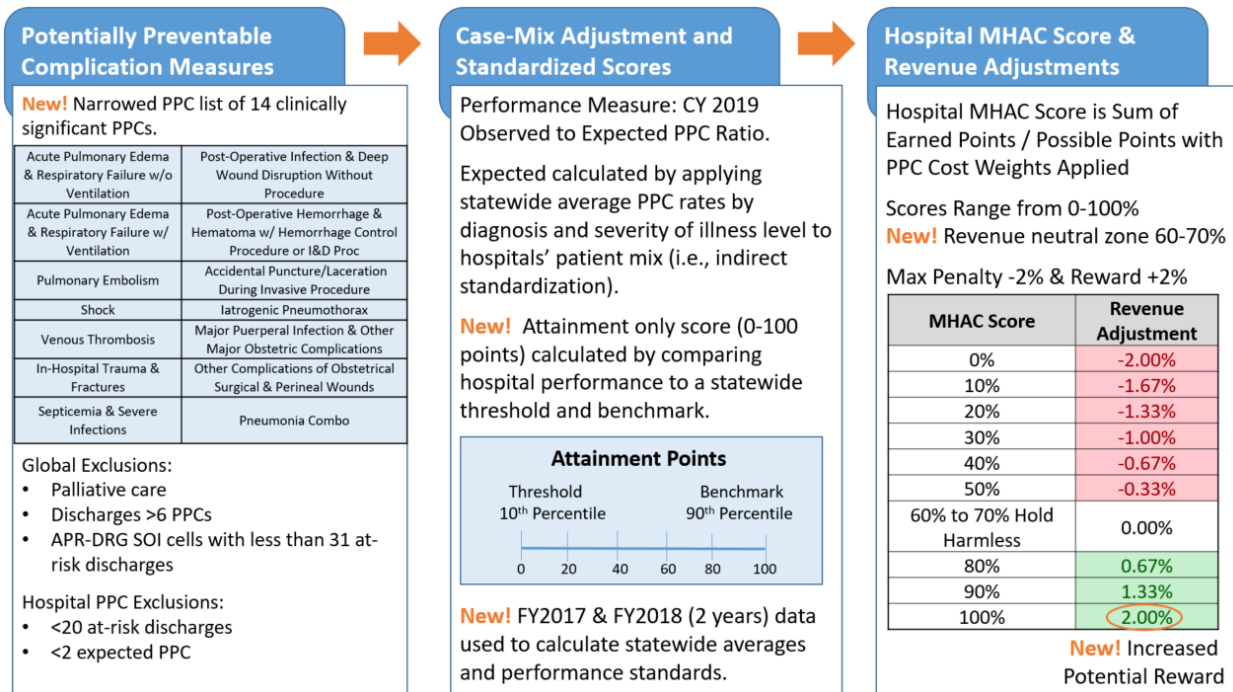 Potentially Preventable
Complication Measures
New! Narrowed PPC list of 14 clinically
significant PPCs.
Acute Pulmonary Edema
& Respiratory Failure w/o
Ventilation
Post-Operative Infection & Deep
Wound Disruption Without
Procedure
Acute Pulmonary Edema
& Respiratory Failure w/
Ventilation
Post-Operative Hemorrhage &
Hematoma w/ Hemorrhage Control
Procedure or I&D Proc
Pulmonary Embolism
Accidental Puncture/Laceration
During Invasive Procedure
Shock
Iatrogenic Pneumothorax
Venous Thrombosis
Major Puerperal Infection & Other
Major Obstetric Complications
In-Hospital Trauma &
Fractures
Other Complications of Obstetrical
Surgical & Perineal Wounds
Septicemia & Severe
Infections
Pneumonia Combo
Global Exclusions:
• Palliative care
• Discharges >6 PPCs
• APR-DRG SOI cells with less than 31 at-
risk discharges
Hospital PPC Exclusions:
• <20 at-risk discharges
• <2 expected PPC
Case-Mix Adjustment and
Standardized Scores
Performance Measure: CY 2019
Observed to Expected PPC Ratio.
Expected calculated by applying
statewide average PPC rates by
diagnosis and severity of illness level to
hospitals' patient mix (i.e., indirect
standardization).
New! Attainment only score (0-100
points) calculated by comparing
hospital performance to a statewide
threshold and benchmark.
Attainment Points
Threshold
10th Percentile
Benchmark
90th Percentile
0 20 40 60 80 100
New! FY2017 & FY2018 (2 years) data
used to calculate statewide averages
and performance standards.
Hospital MHAC Score &
Revenue Adjustments
Hospital MHAC Score is Sum of
Earned Points / Possible Points with
PPC Cost Weights Applied
Scores Range from 0-100%
New! Revenue neutral zone 60-70%
Max Penalty -2% & Reward +2%
MHAC Score
Revenue
Adjustment
0% -2.00%
10% -1.67%
20% -1.33%
30% -1.00%
40% -0.67%
50% -0.33%
60% to 70% Hold
Harmless
0.00%
80% 0.67%
90% 1.33%
100% 2.00%
New! Increased
Potential Reward